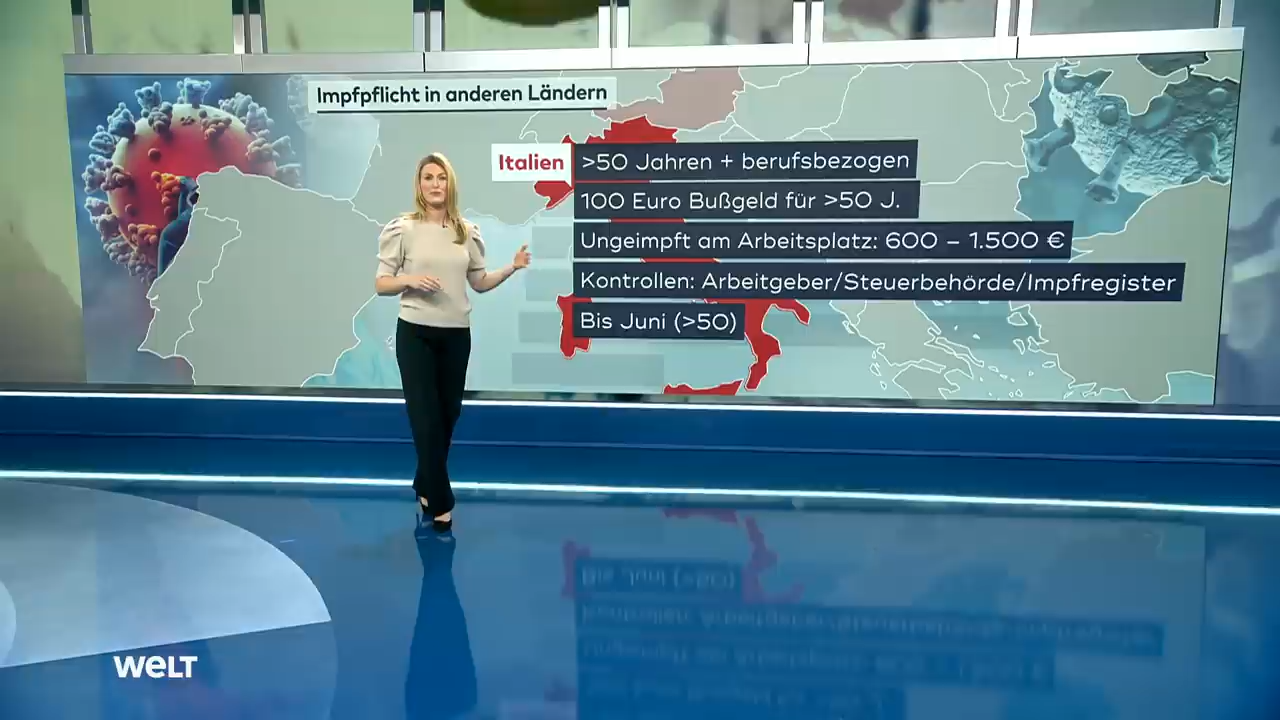 Impfpflicht in anderen Ländern
Italien
>50 Jahren + berufsbezogen
100 Euro Bußgeld für >50 J.
Ungeimpft am Arbeitsplatz: 600 – 1.500 €
Kontrollen: Arbeitgeber/Steuerbehörde/Impfregister
Bis Juni (>50)
WELT